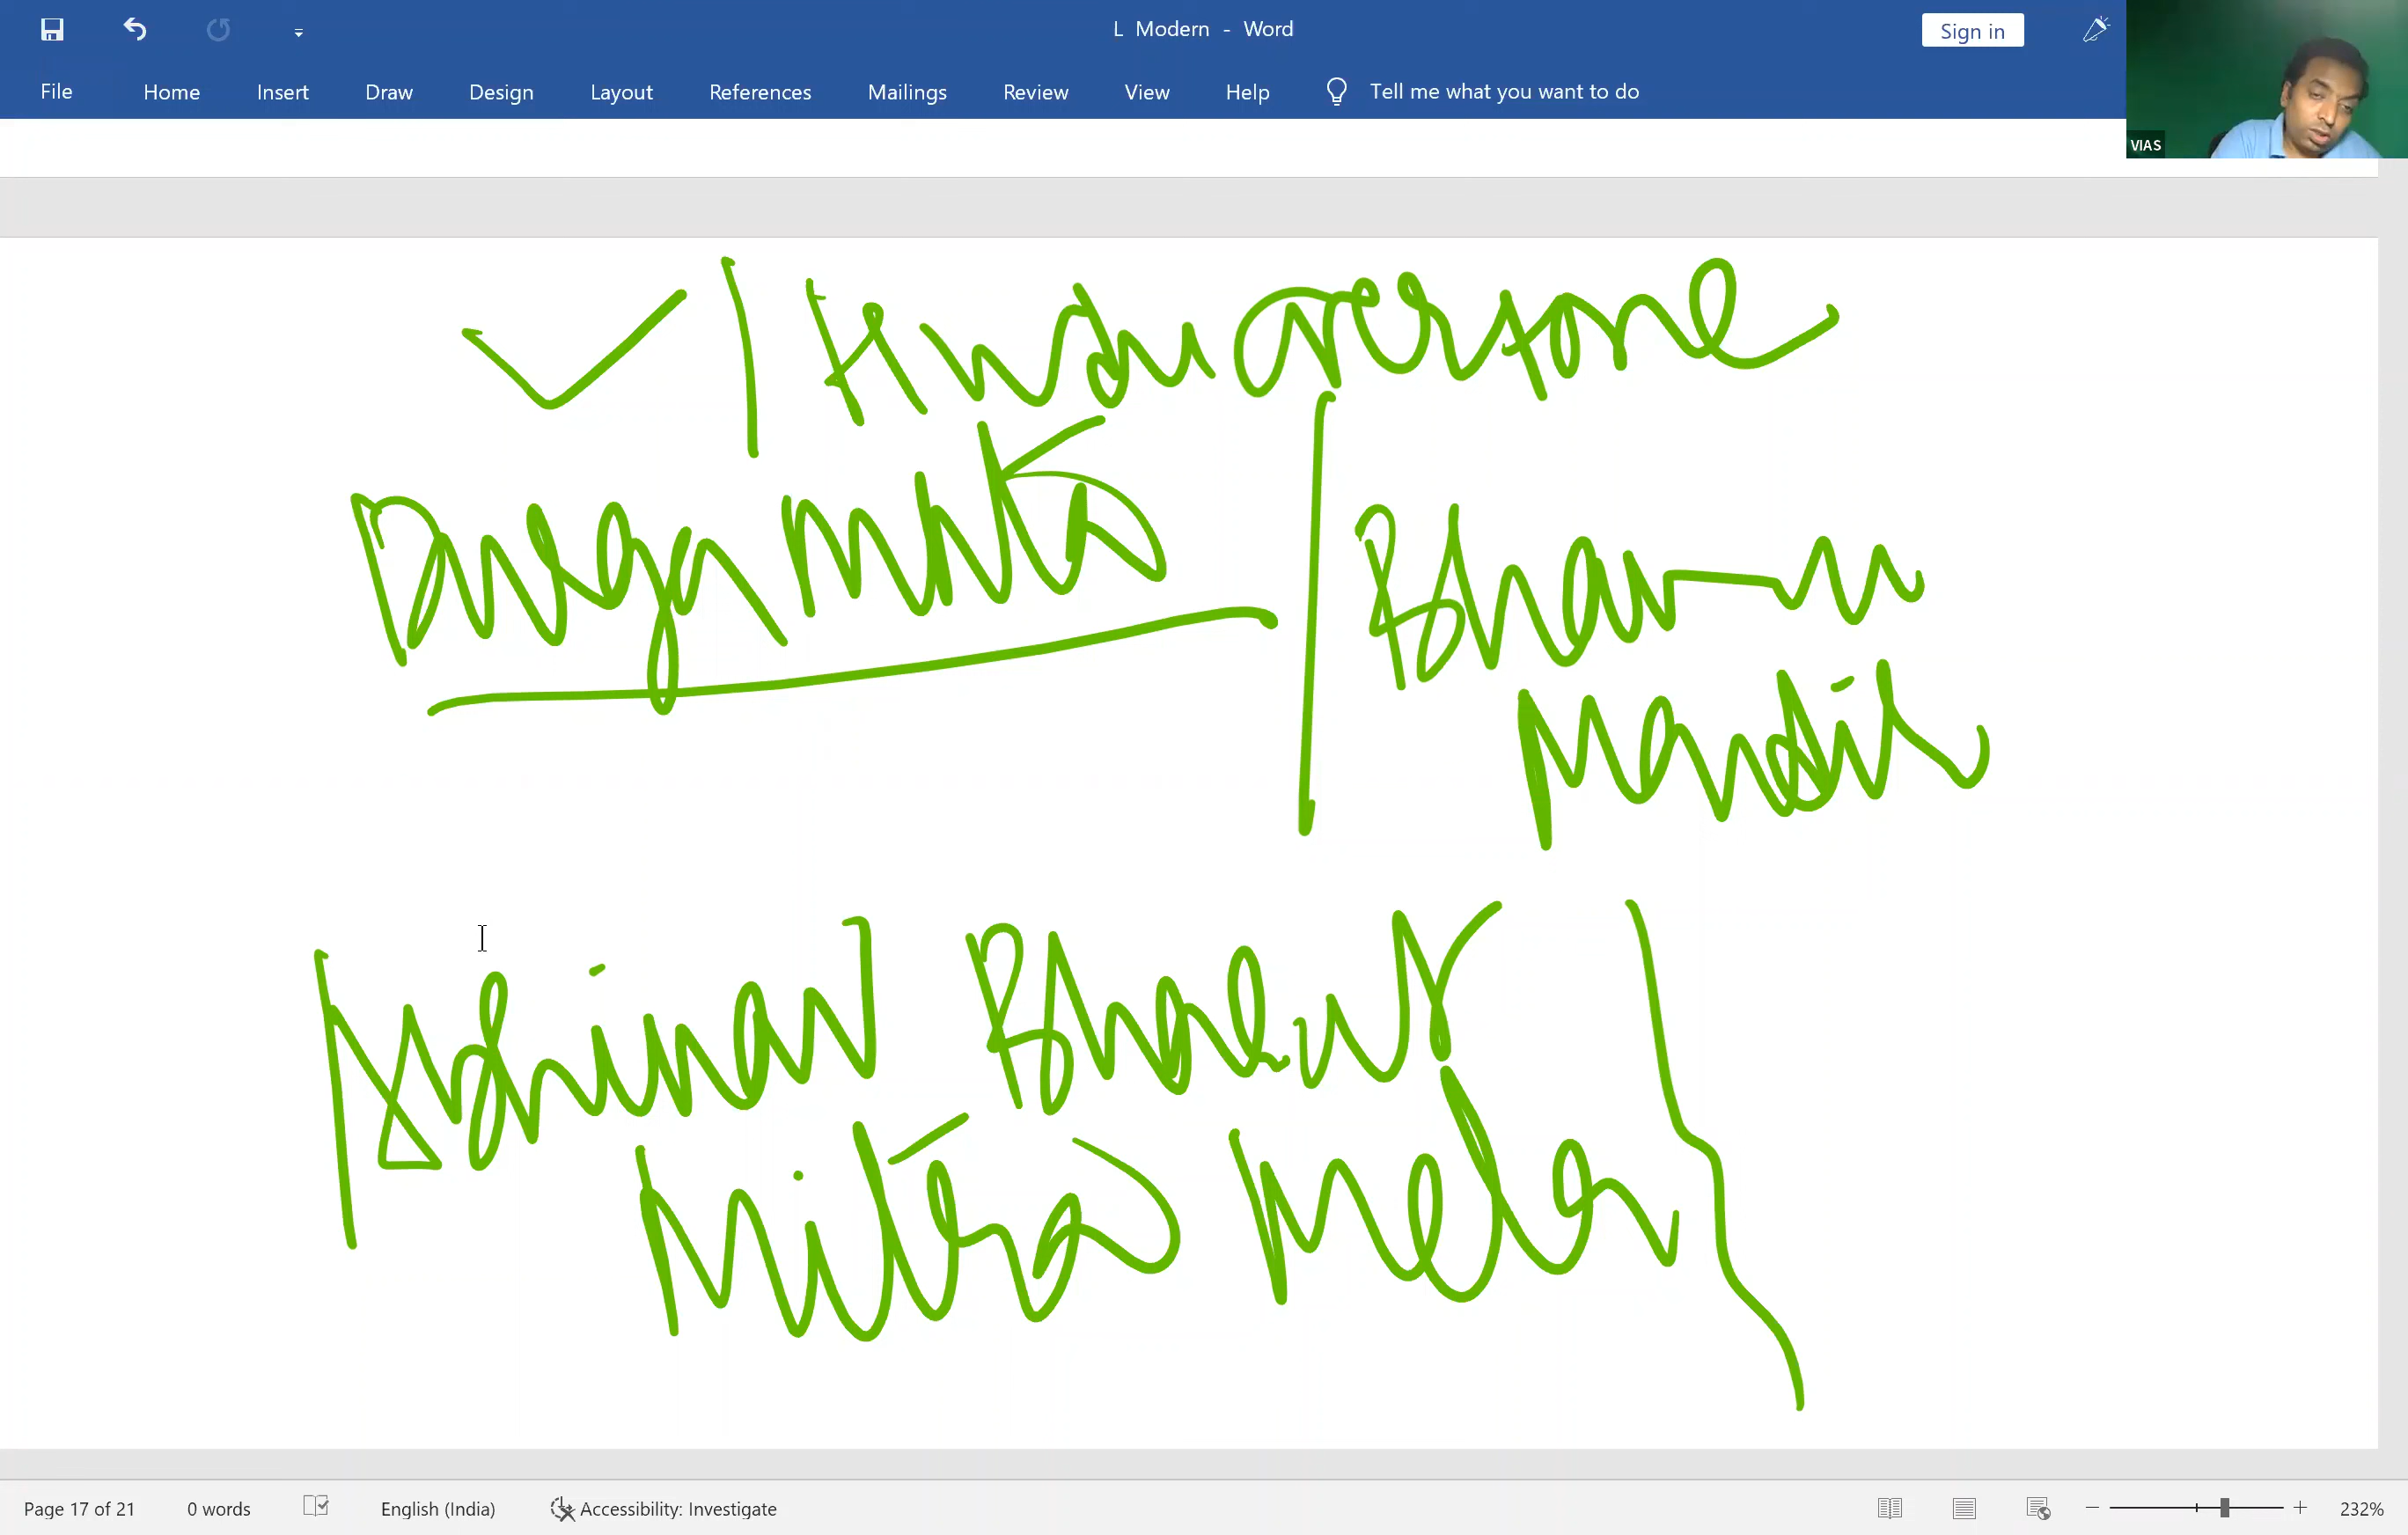 L Modern - Word
Sign in
File Home Insert Draw Design Layout References Mailings Review View Help Tell me what you want to do
VIAS
Hindu
Durga Mata
Bhawani
Mandir
Abhinav Bharat
Mitra Mela
Page 17 of 21 0 words English (India) Accessibility: Investigate 232%